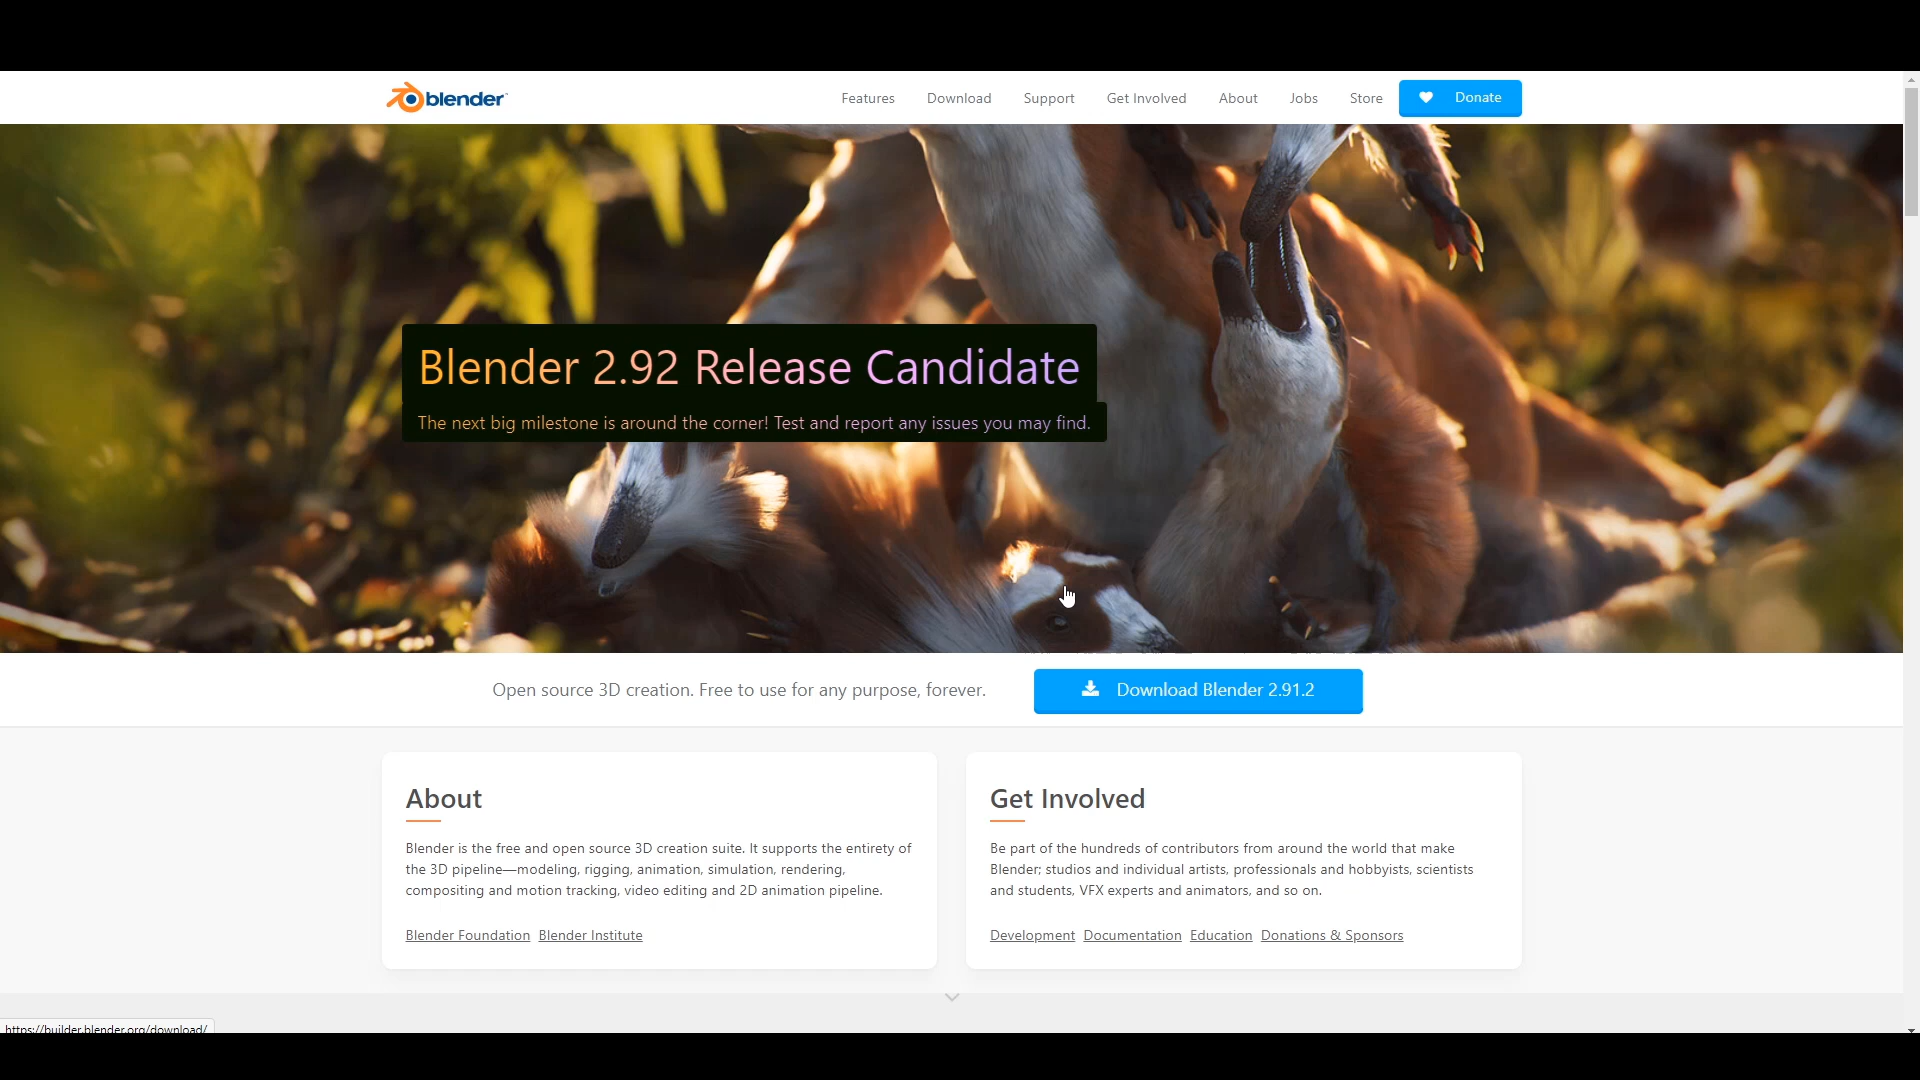 blender
Features Download Support Get Involved About Jobs Store Donate
Blender 2.92 Release Candidate
The next big milestone is around the corner! Test and report any issues you may find.
Open source 3D creation. Free to use for any purpose, forever.
Download Blender 2.91.2
About
Blender is the free and open source 3D creation suite. It supports the entirety of
the 3D pipeline—modeling, rigging, animation, simulation, rendering,
compositing and motion tracking, video editing and 2D animation pipeline.
Blender Foundation Blender Institute
Get Involved
Be part of the hundreds of contributors from around the world that make
Blender; studios and individual artists, professionals and hobbyists, scientists
and students, VFX experts and animators, and so on.
Development Documentation Education Donations & Sponsors
https://builder.blender.org/download/